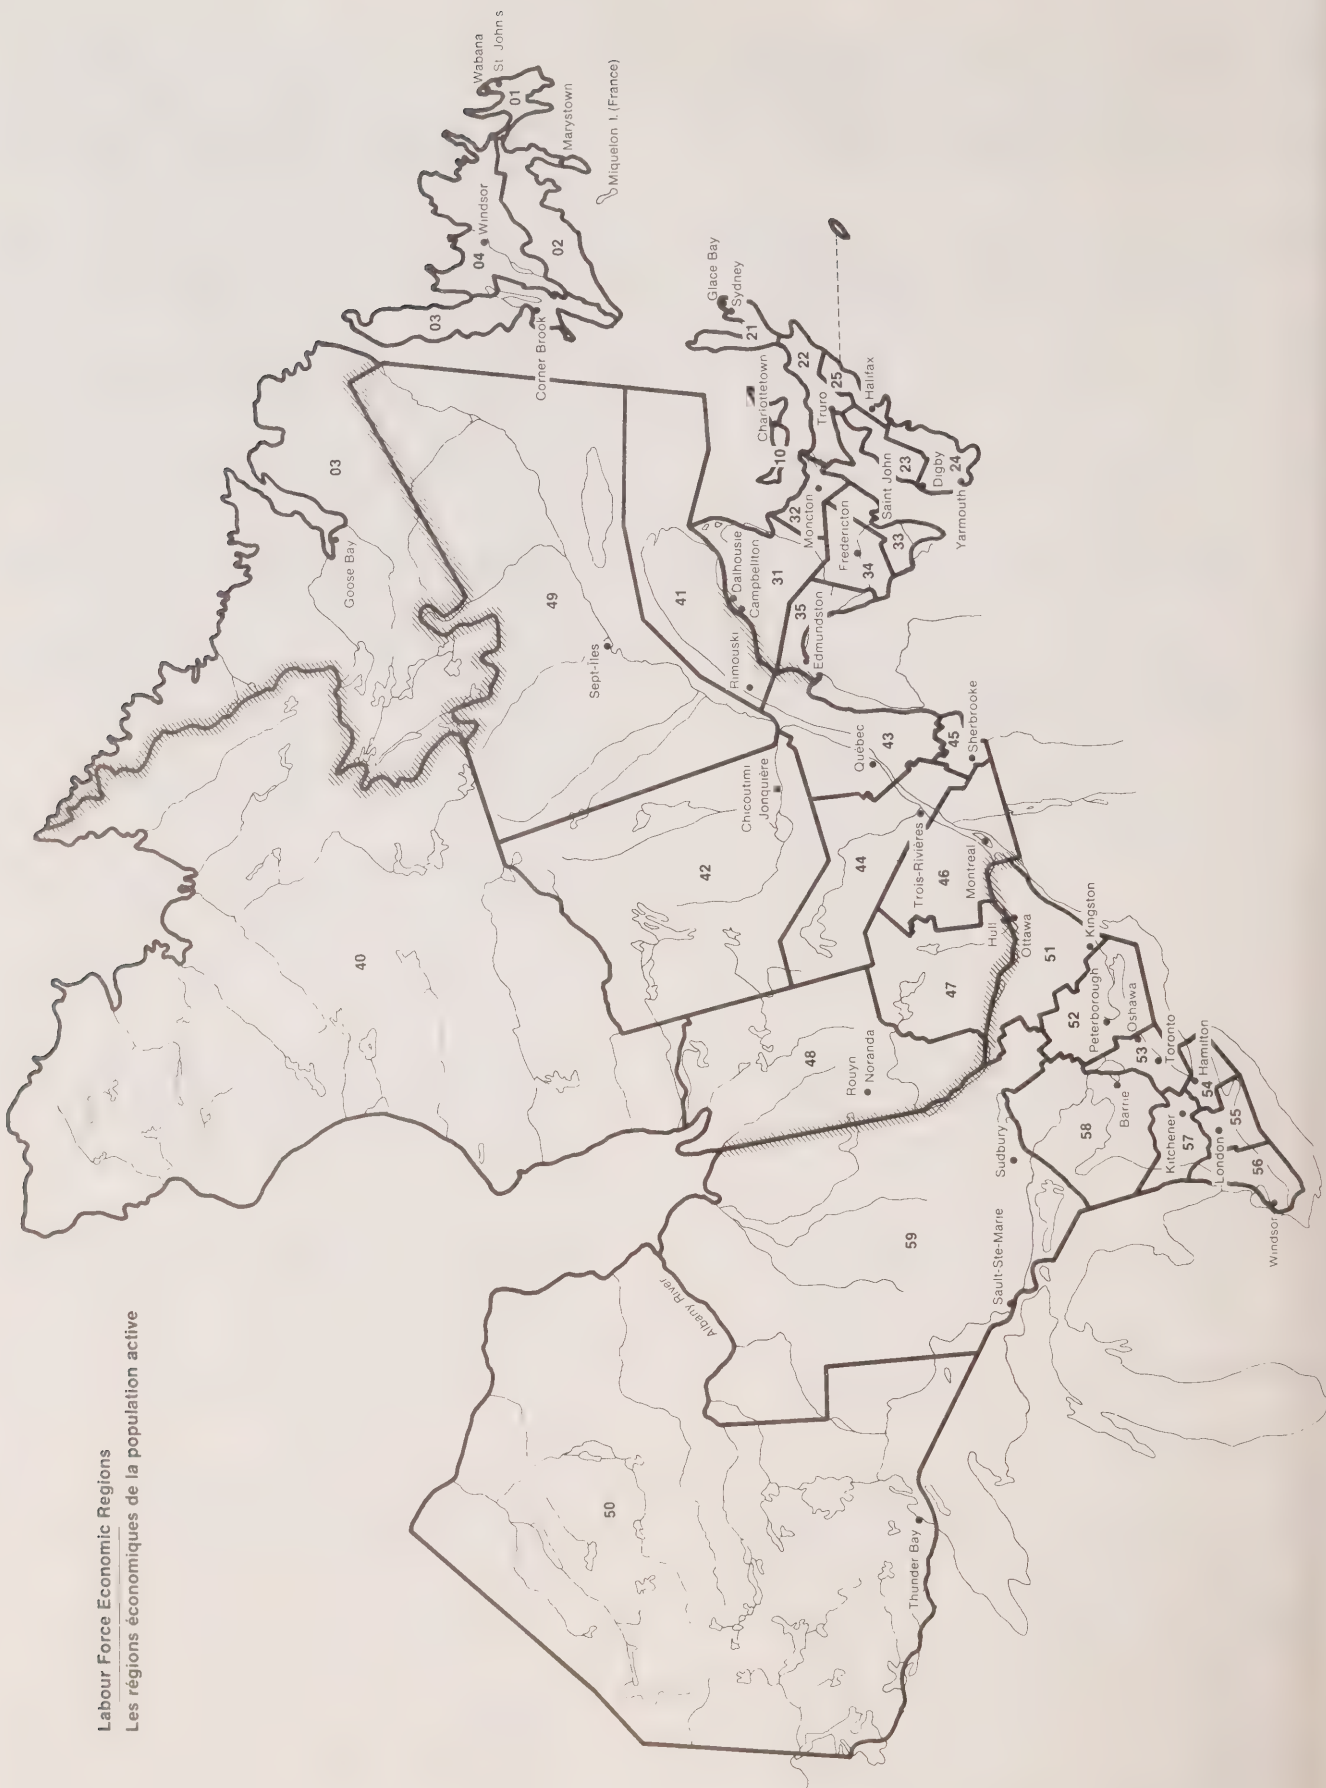 Labour Force Economic Regions
Les régions économiques de la population active
Wabana
St Johns
01
Marystown
Miquelon I. (France)
Windsor
04
02
03
Corner Brook
03
Goose Bay
Glace Bay
Sydney
21
22
25
Halifax
Truro
Charlottetown
10
Saint John
23
Digby
24
Yarmouth
32
Moncton
Fredericton
34
33
31
Dalhousie
Campbellton
35
Edmundston
41
Rimouski
49
Sept-Îles
40
42
Chicoutimi
Jonquière
Québec
43
45
Sherbrooke
44
Trois-Rivières
46
Montreal
Hull
Ottawa
47
48
Rouyn
Noranda
51
Kingston
52
Peterborough
Oshawa
53
Toronto
Hamilton
54
55
Barrie
58
Kitchener
57
London
56
Windsor
Sudbury
59
Sault-Ste-Marie
Albany River
50
Thunder Bay